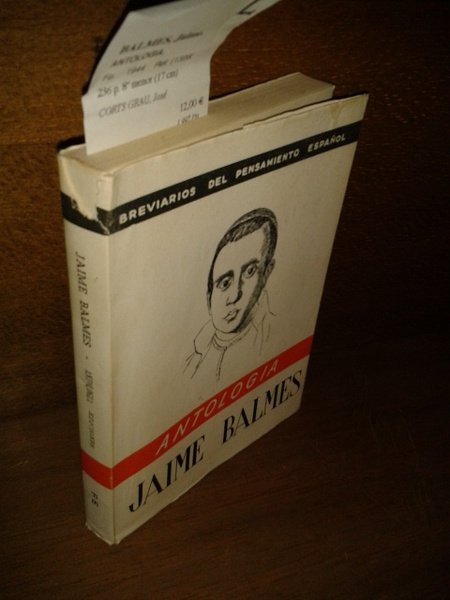 BALMES, Jaime.
ANTOLOGIA
1944
236 p. 8º menor (17 cm)
CORTS GRAU, José
12,00 €
BREVIARIOS DEL PENSAMIENTO ESPAÑOL
ANTOLOGIA
JAIME BALMES
JAIME BALMES
F E